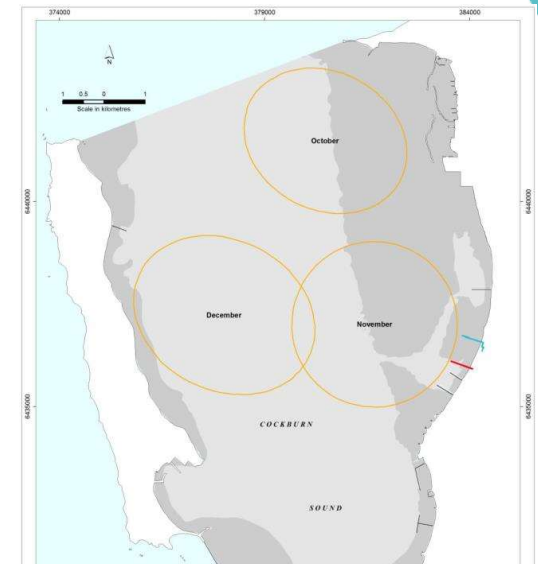 374000 379000 384000
N
1 0.5 0 1
Scale in kilometres
October
6440000 6440000
December
November
6435000 6435000
COCKBURN
SOUND